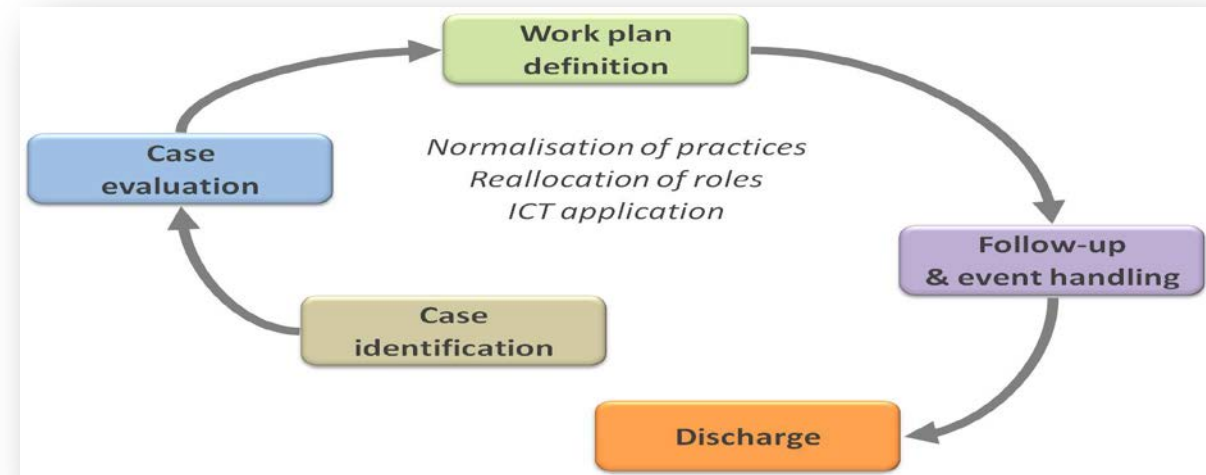 Work plan
definition
Case
evaluation
Normalisation of practices
Reallocation of roles
ICT application
Follow-up
& event handling
Case
identification
Discharge